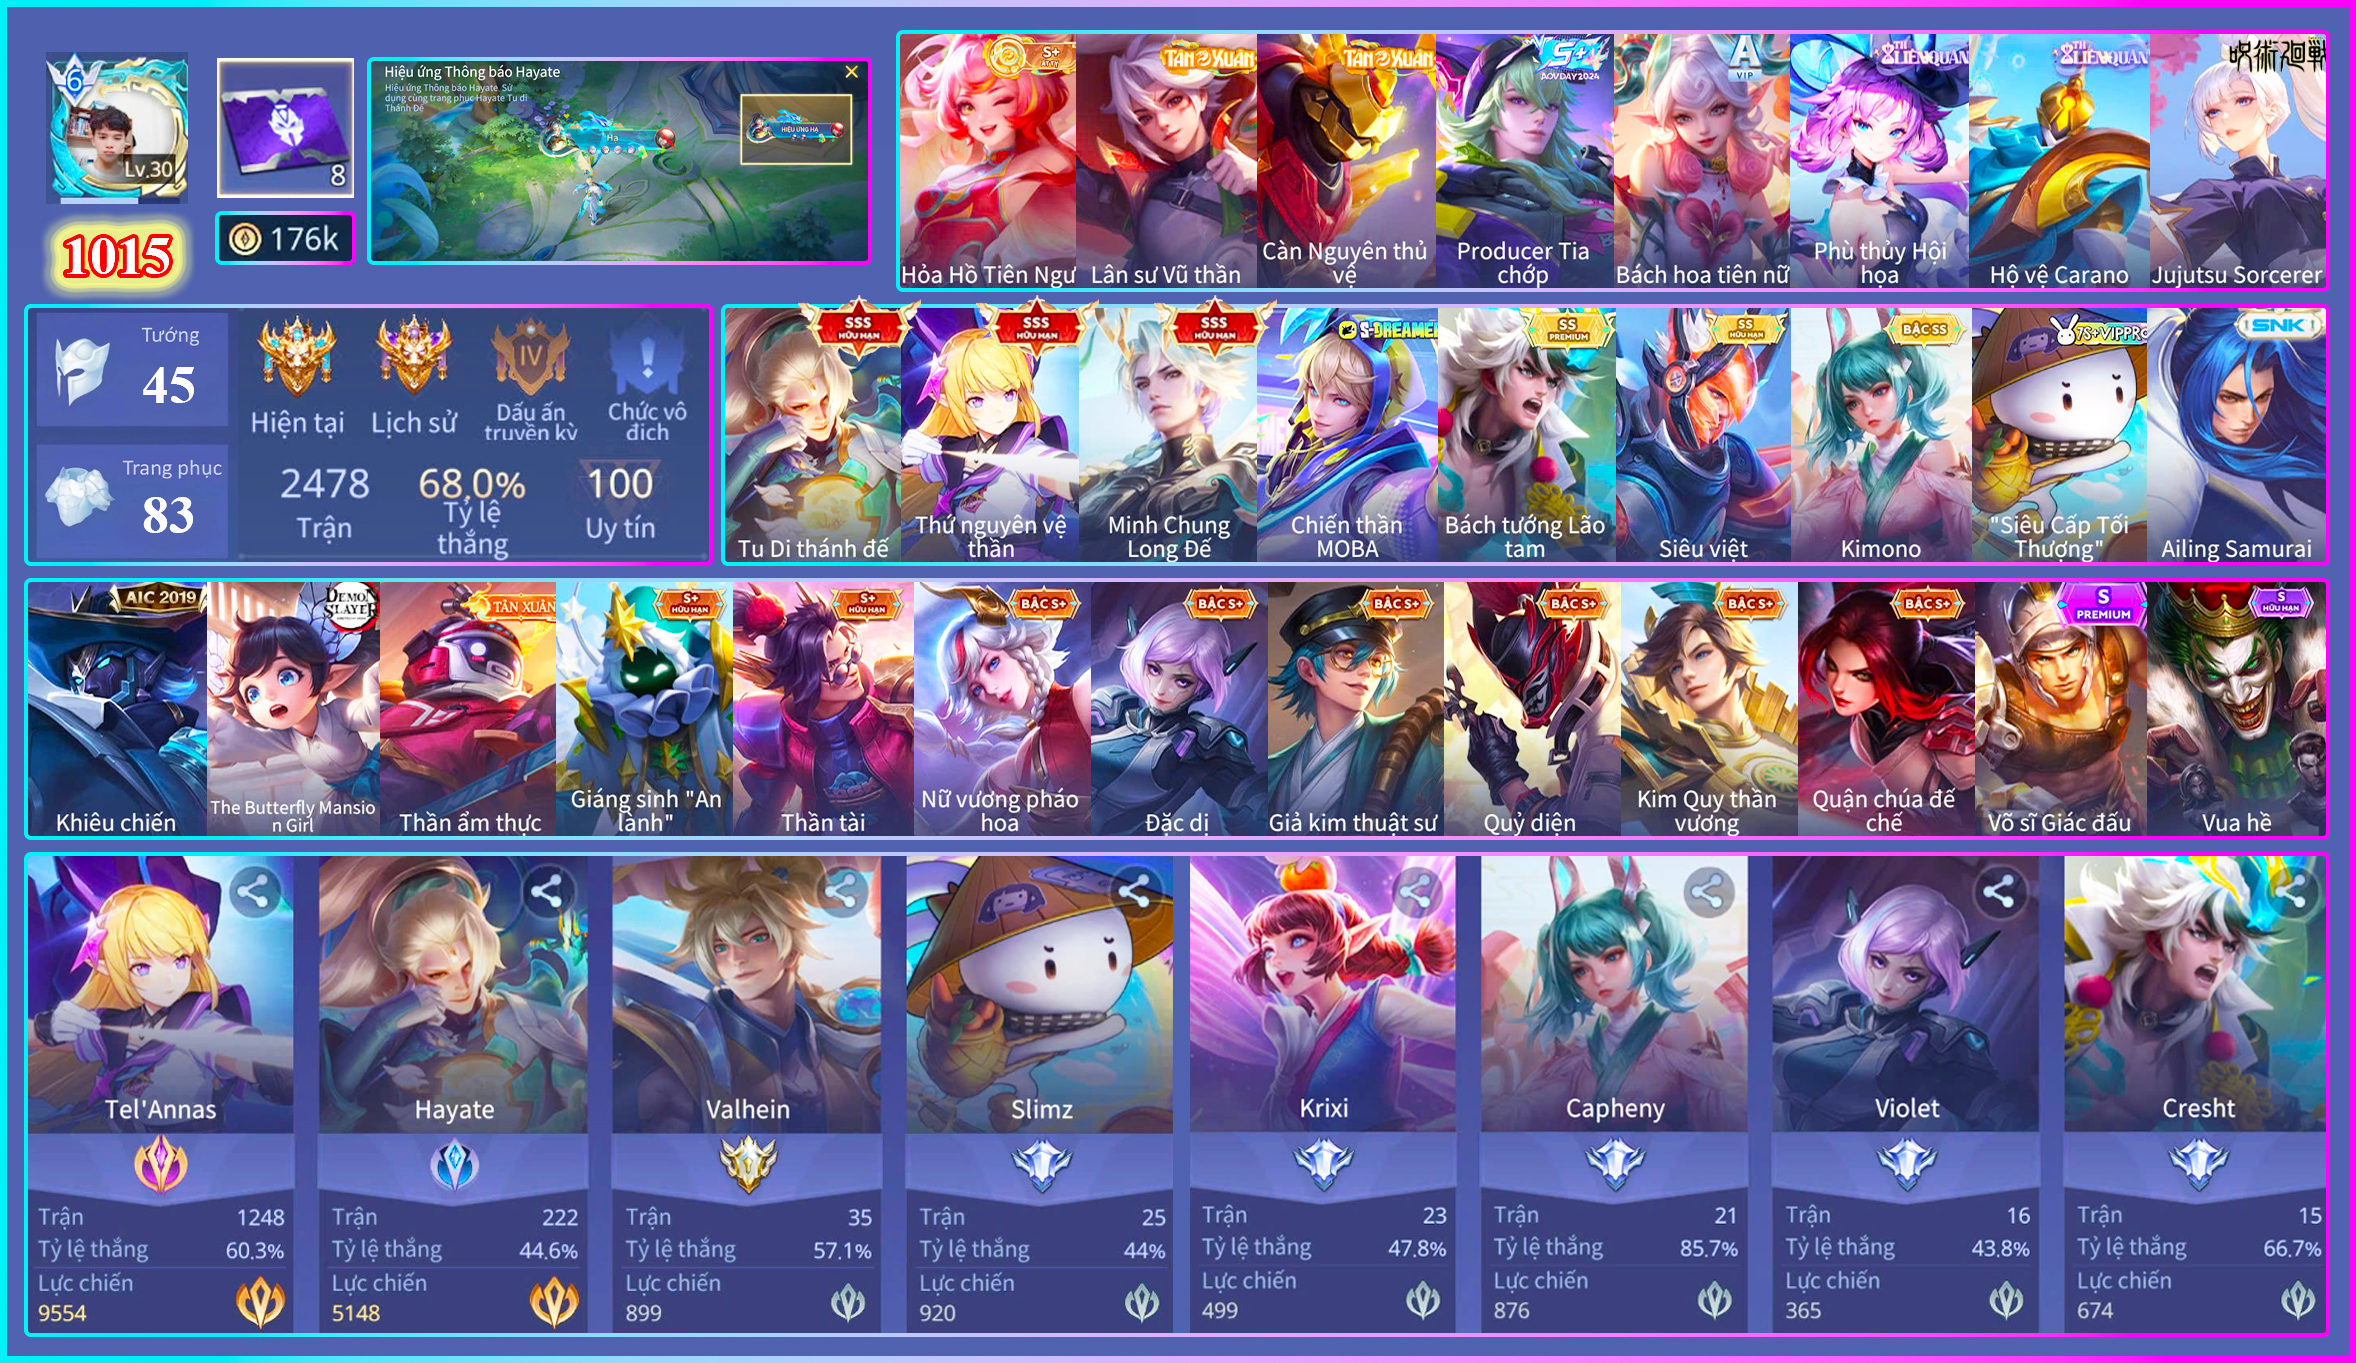 6
Lv.30
1015
8
176k
Hiệu ứng Thông báo Hayate
Hiệu ứng Thông báo Hayate. Sử
dụng cùng trang phục Hayate Tu di
Thánh Đế
Hạ
HIỆU ỨNG HẠ
S+
ẤT TỴ
Hỏa Hồ Tiên Ngư
TÂN XUÂN
Lân sư Vũ thần
TÂN XUÂN
Càn Nguyên thủ
vệ
S+
AOVDAY2024
Producer Tia
chớp
A
VIP
Bách hoa tiên nữ
8TH
LIENQUAN
Phù thủy Hội
họa
8TH
LIENQUAN
Hộ vệ Carano
呪術廻戦
Jujutsu Sorcerer
Tướng
45
Trang phục
83
Hiện tại
Lịch sử
IV
Dấu ấn
truyền kỳ
Chức vô
địch
2478
Trận
68,0%
Tỷ lệ
thắng
100
Uy tín
SSS
HỮU HẠN
Tu Di thánh đế
SSS
HỮU HẠN
Thứ nguyên vệ
thần
SSS
HỮU HẠN
Minh Chung
Long Đế
S-DREAMER
Chiến thần
MOBA
SS
PREMIUM
Bách tướng Lão
tam
SS
HỮU HẠN
Siêu việt
BẬC SS
Kimono
7S+VIPPRO
"Siêu Cấp Tối
Thượng"
SNK
Ailing Samurai
AIC 2019
Khiêu chiến
DEMON
SLAYER
The Butterfly Mansio
n Girl
TÂN XUÂN
Thần ẩm thực
S+
HỮU HẠN
Giáng sinh "An
lành"
S+
HỮU HẠN
Thần tài
BẬC S+
Nữ vương pháo
hoa
BẬC S+
Đặc dị
BẬC S+
Giả kim thuật sư
BẬC S+
Quỷ diện
BẬC S+
Kim Quy thần
vương
BẬC S+
Quận chúa đế
chế
S
PREMIUM
Võ sĩ Giác đấu
S
HỮU HẠN
Vua hề
Tel'Annas
Trận 1248
Tỷ lệ thắng 60.3%
Lực chiến
9554
Hayate
Trận 222
Tỷ lệ thắng 44.6%
Lực chiến
5148
Valhein
Trận 35
Tỷ lệ thắng 57.1%
Lực chiến
899
Slimz
Trận 25
Tỷ lệ thắng 44%
Lực chiến
920
Krixi
Trận 23
Tỷ lệ thắng 47.8%
Lực chiến
499
Capheny
Trận 21
Tỷ lệ thắng 85.7%
Lực chiến
876
Violet
Trận 16
Tỷ lệ thắng 43.8%
Lực chiến
365
Cresht
Trận 15
Tỷ lệ thắng 66.7%
Lực chiến
674